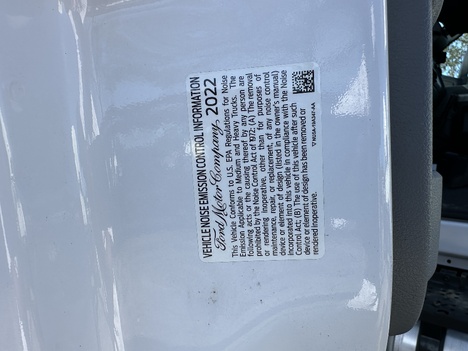 VEHICLE NOISE EMISSION CONTROL INFORMATION
Ford Motor Company, 2022
This Vehicle Conforms to U.S. EPA Regulations for Noise
Emission Applicable to Medium and Heavy Trucks. The
following acts or the causing thereof by any person are
prohibited by the Noise Control Act of 1972: (A) The removal
or rendering inoperative, other than for purposes of
maintenance, repair, or replacement, of any noise control
device or element of design (listed in the owner's manual)
incorporated into this vehicle in compliance with the Noise
Control Act; (B) The use of this vehicle after such
device or element of design has been removed or
rendered inoperative.